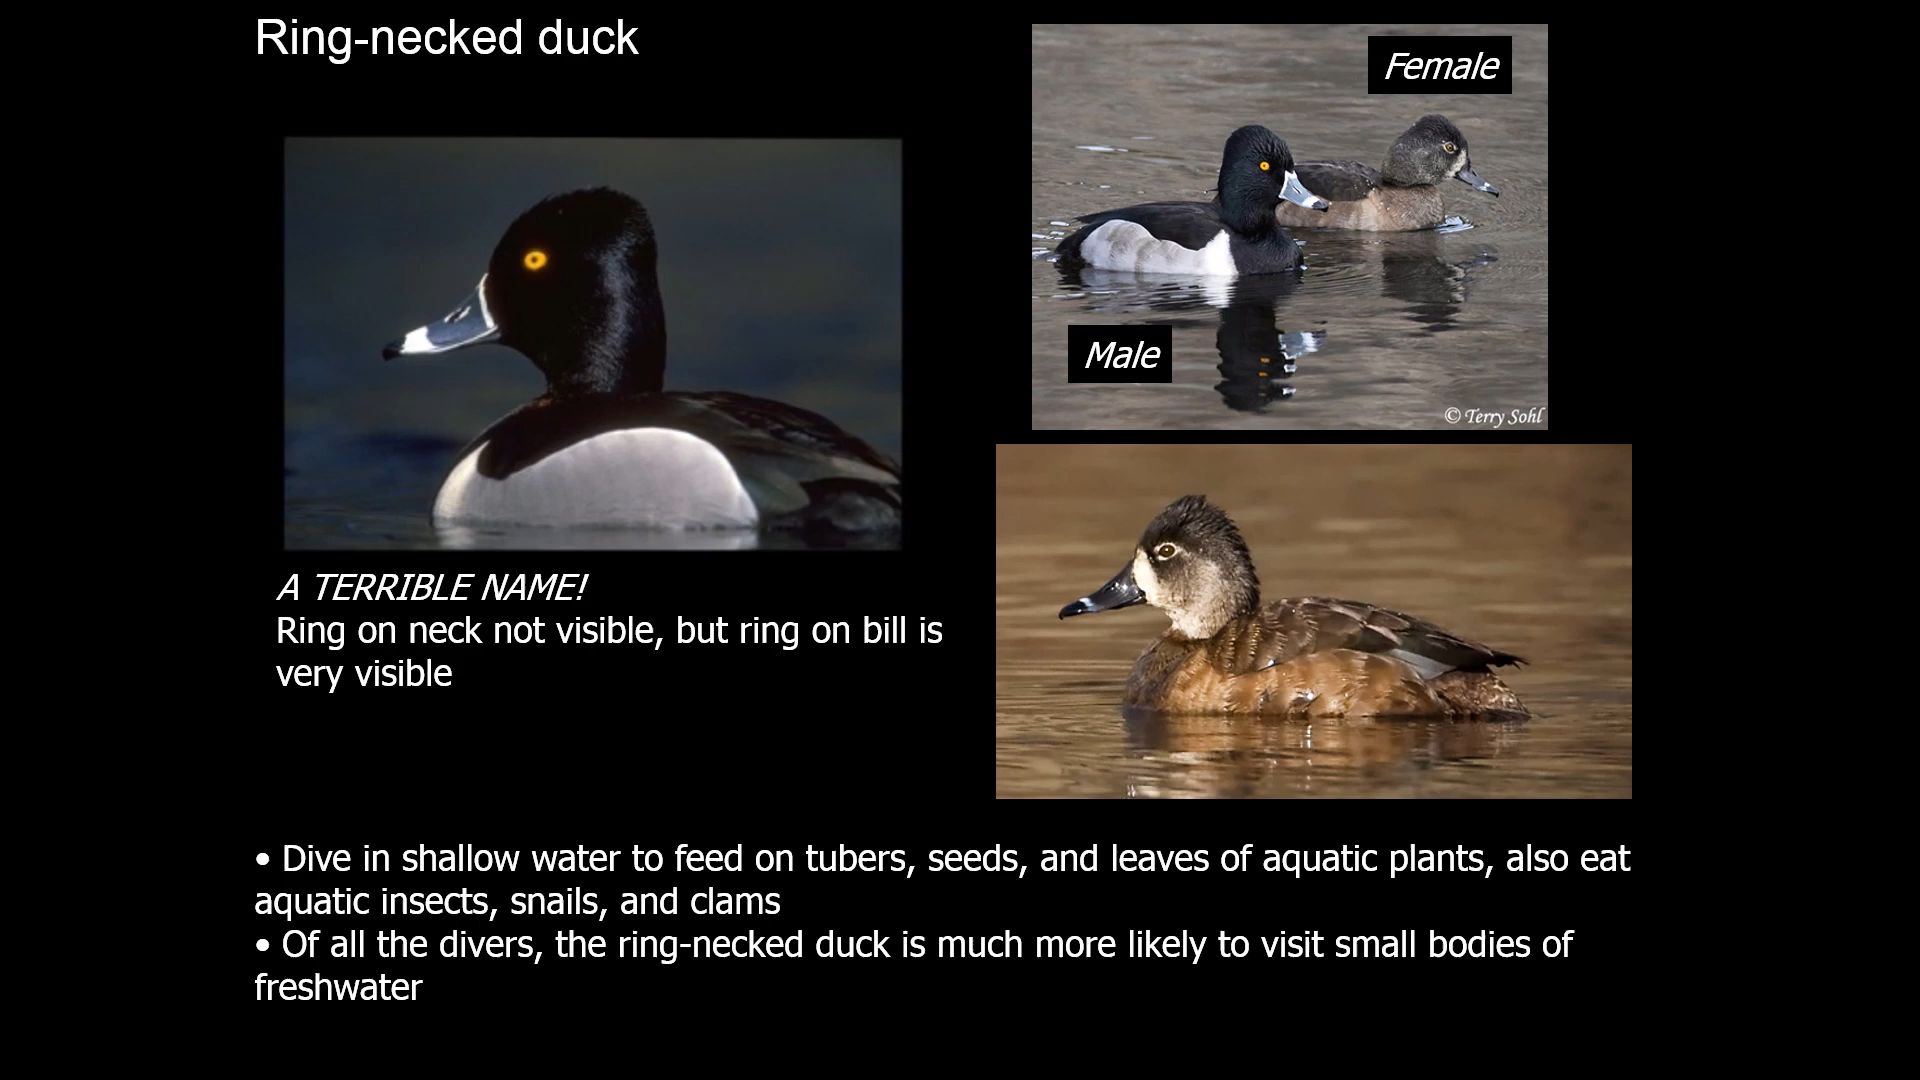 Ring-necked duck
Female
Male
© Terry Sohl
A TERRIBLE NAME!
Ring on neck not visible, but ring on bill is
very visible
• Dive in shallow water to feed on tubers, seeds, and leaves of aquatic plants, also eat
aquatic insects, snails, and clams
• Of all the divers, the ring-necked duck is much more likely to visit small bodies of
freshwater